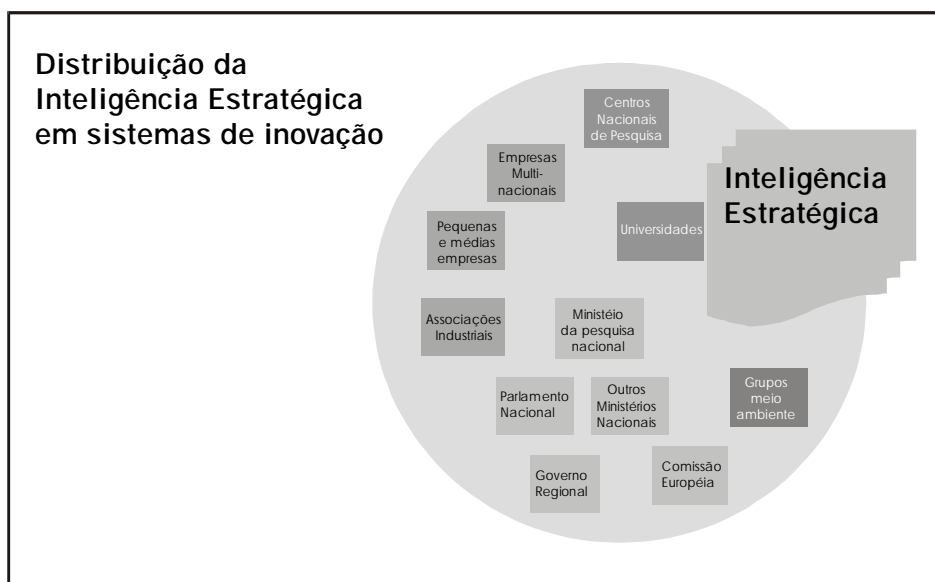 Distribuição da
Inteligência Estratégica
em sistemas de inovação
Centros
Nacionais
de Pesquisa
Empresas
Multi-
nacionais
Inteligência
Estratégica
Pequenas
e médias
empresas
Universidades
Associações
Industriais
Ministéio
da pesquisa
nacional
Parlamento
Nacional
Outros
Ministérios
Nacionais
Grupos
meio
ambiente
Governo
Regional
Comissão
Européia